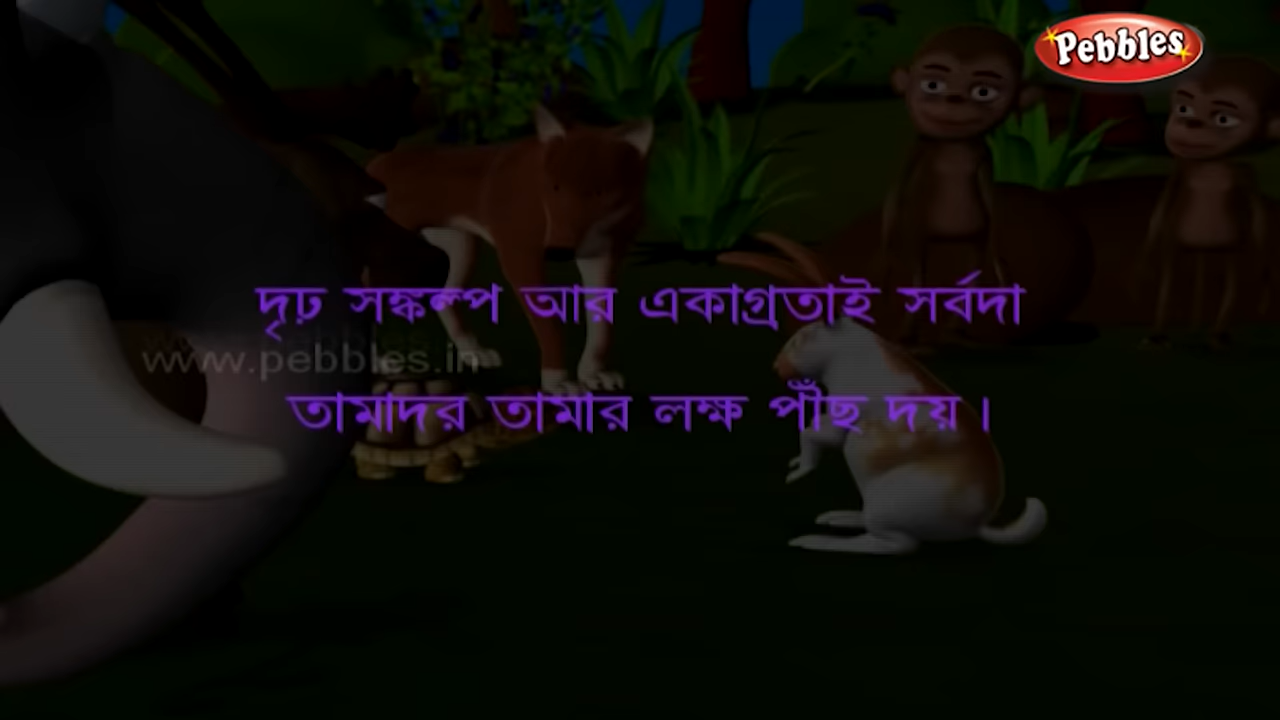 Pebbles
দৃঢ় সঙ্কল্প আর একাগ্রতাই সর্বদা
www.pebbles.in
তামাদর তামার লক্ষ পৗঁছ দয়।